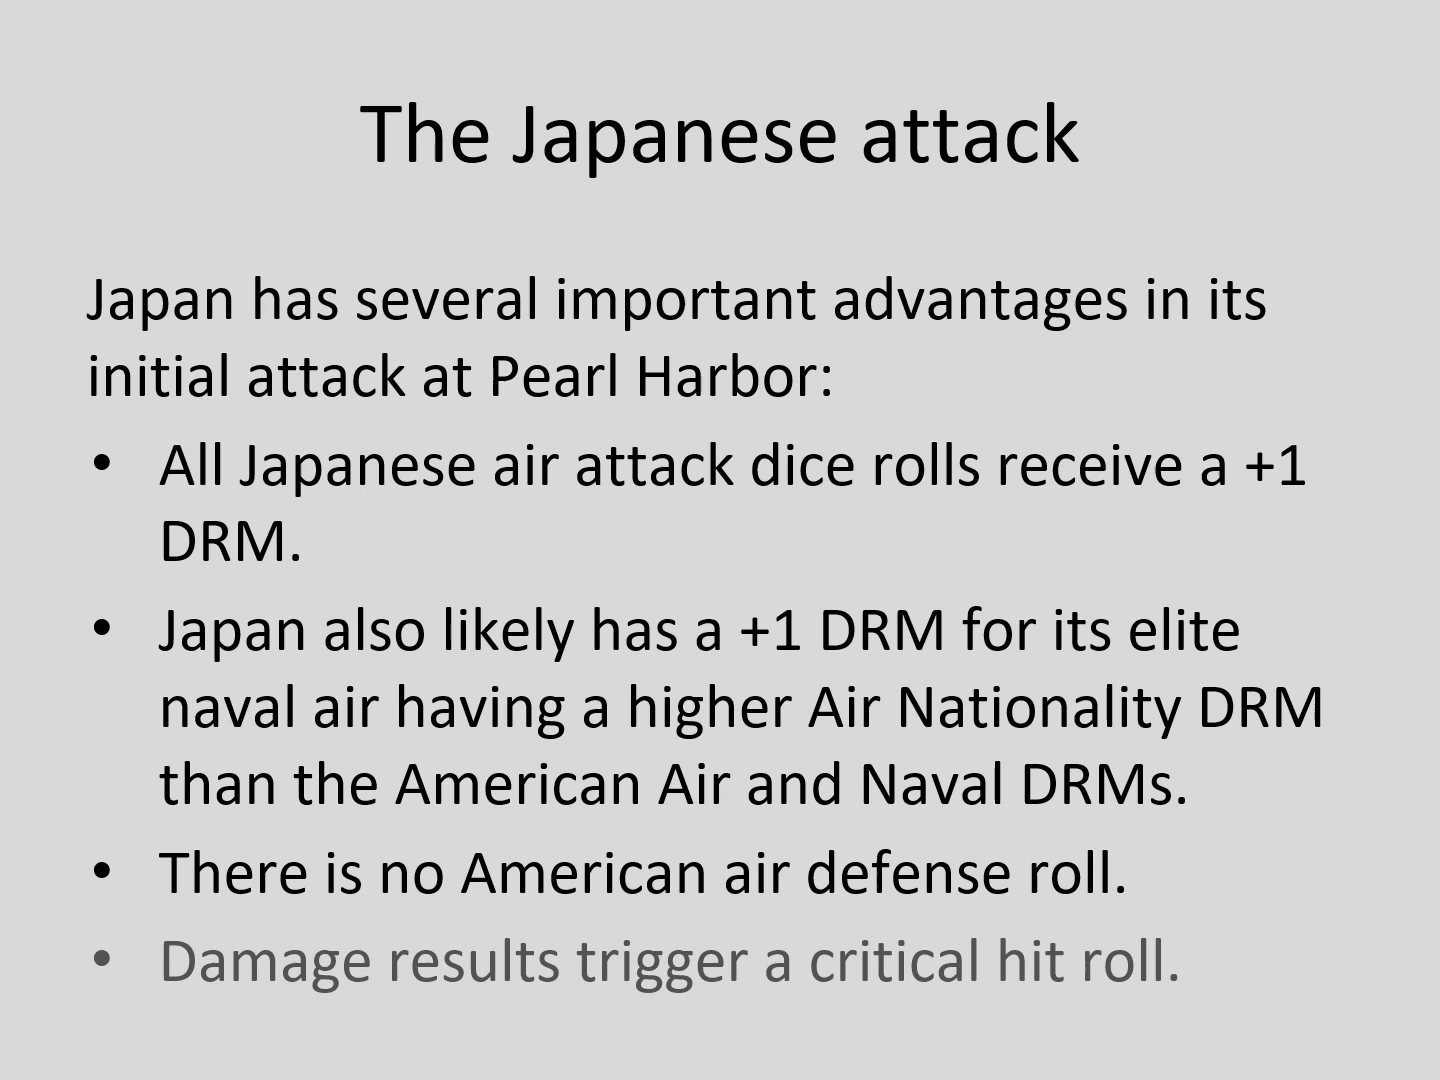 The Japanese attack
Japan has several important advantages in its
initial attack at Pearl Harbor:
• All Japanese air attack dice rolls receive a +1
DRM.
• Japan also likely has a +1 DRM for its elite
naval air having a higher Air Nationality DRM
than the American Air and Naval DRMs.
• There is no American air defense roll.
• Damage results trigger a critical hit roll.